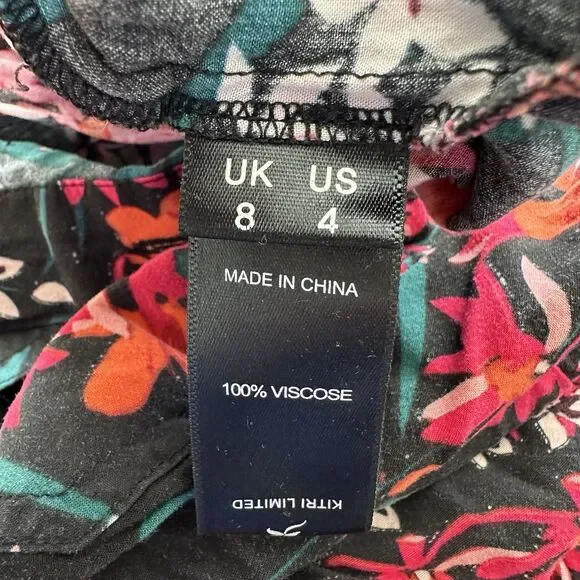 UK US
8 4
MADE IN CHINA
100% VISCOSE
KITRI LIMITED